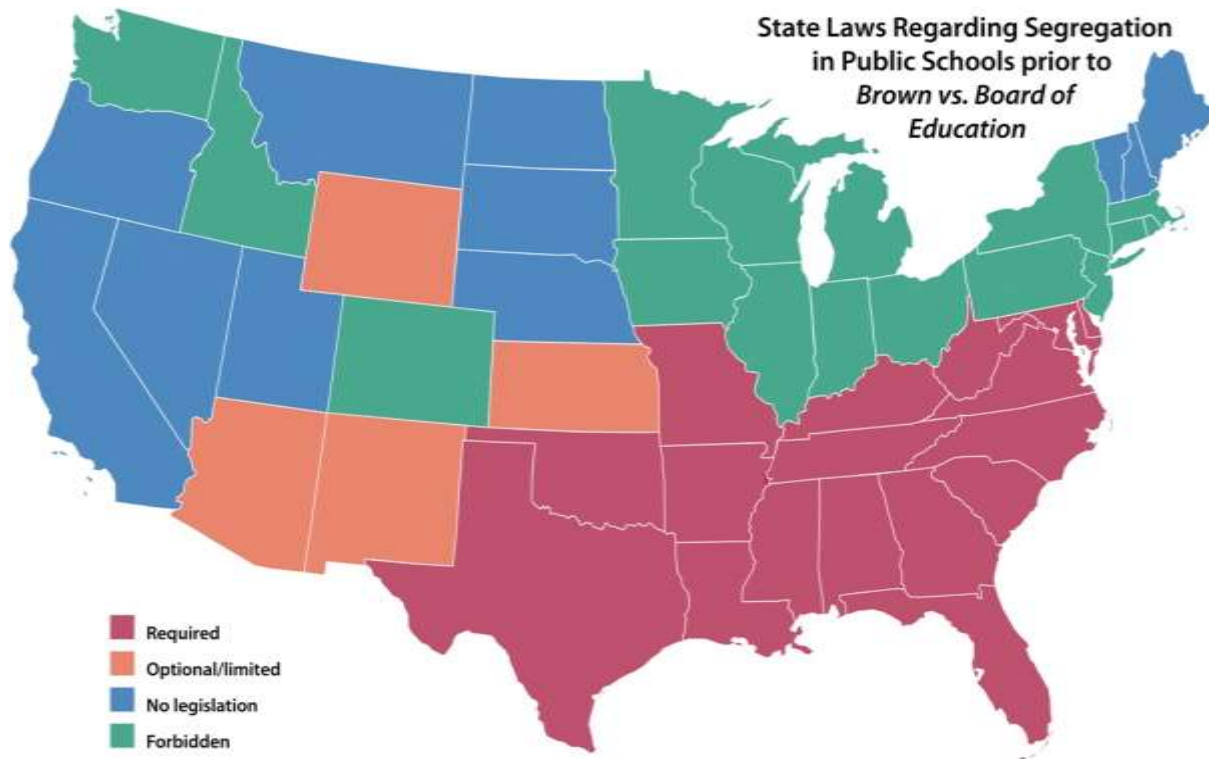 State Laws Regarding Segregation
in Public Schools prior to
Brown vs. Board of
Education
Required
Optional/limited
No legislation
Forbidden